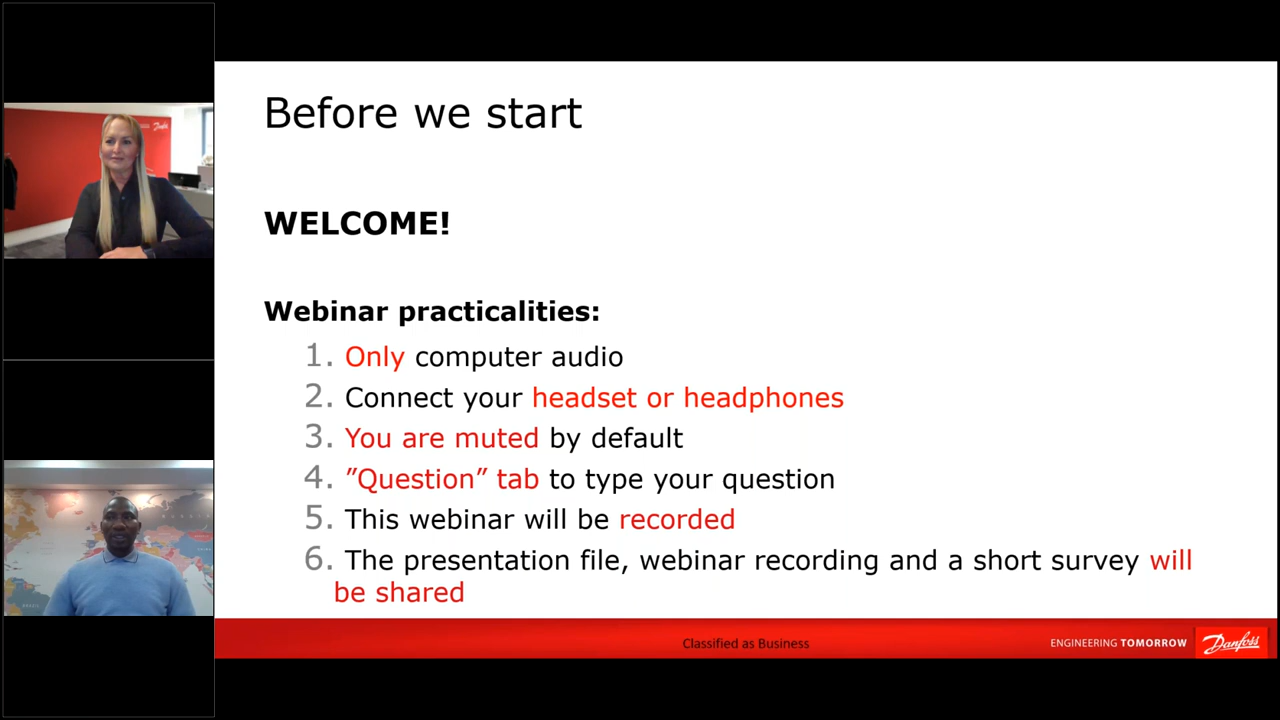 Before we start
WELCOME!
Webinar practicalities:
1. Only computer audio
2. Connect your headset or headphones
3. You are muted by default
4. ”Question” tab to type your question
5. This webinar will be recorded
6. The presentation file, webinar recording and a short survey will
be shared
Classified as Business
ENGINEERING TOMORROW
Danfoss